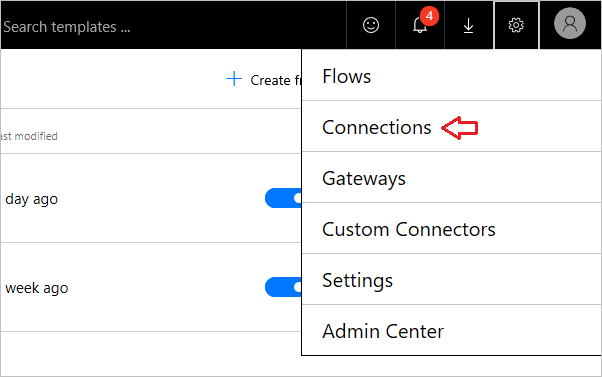 Search templates ...
4
Flows
Create f
Connections
ast modified
Gateways
day ago
Custom Connectors
Settings
week ago
Admin Center